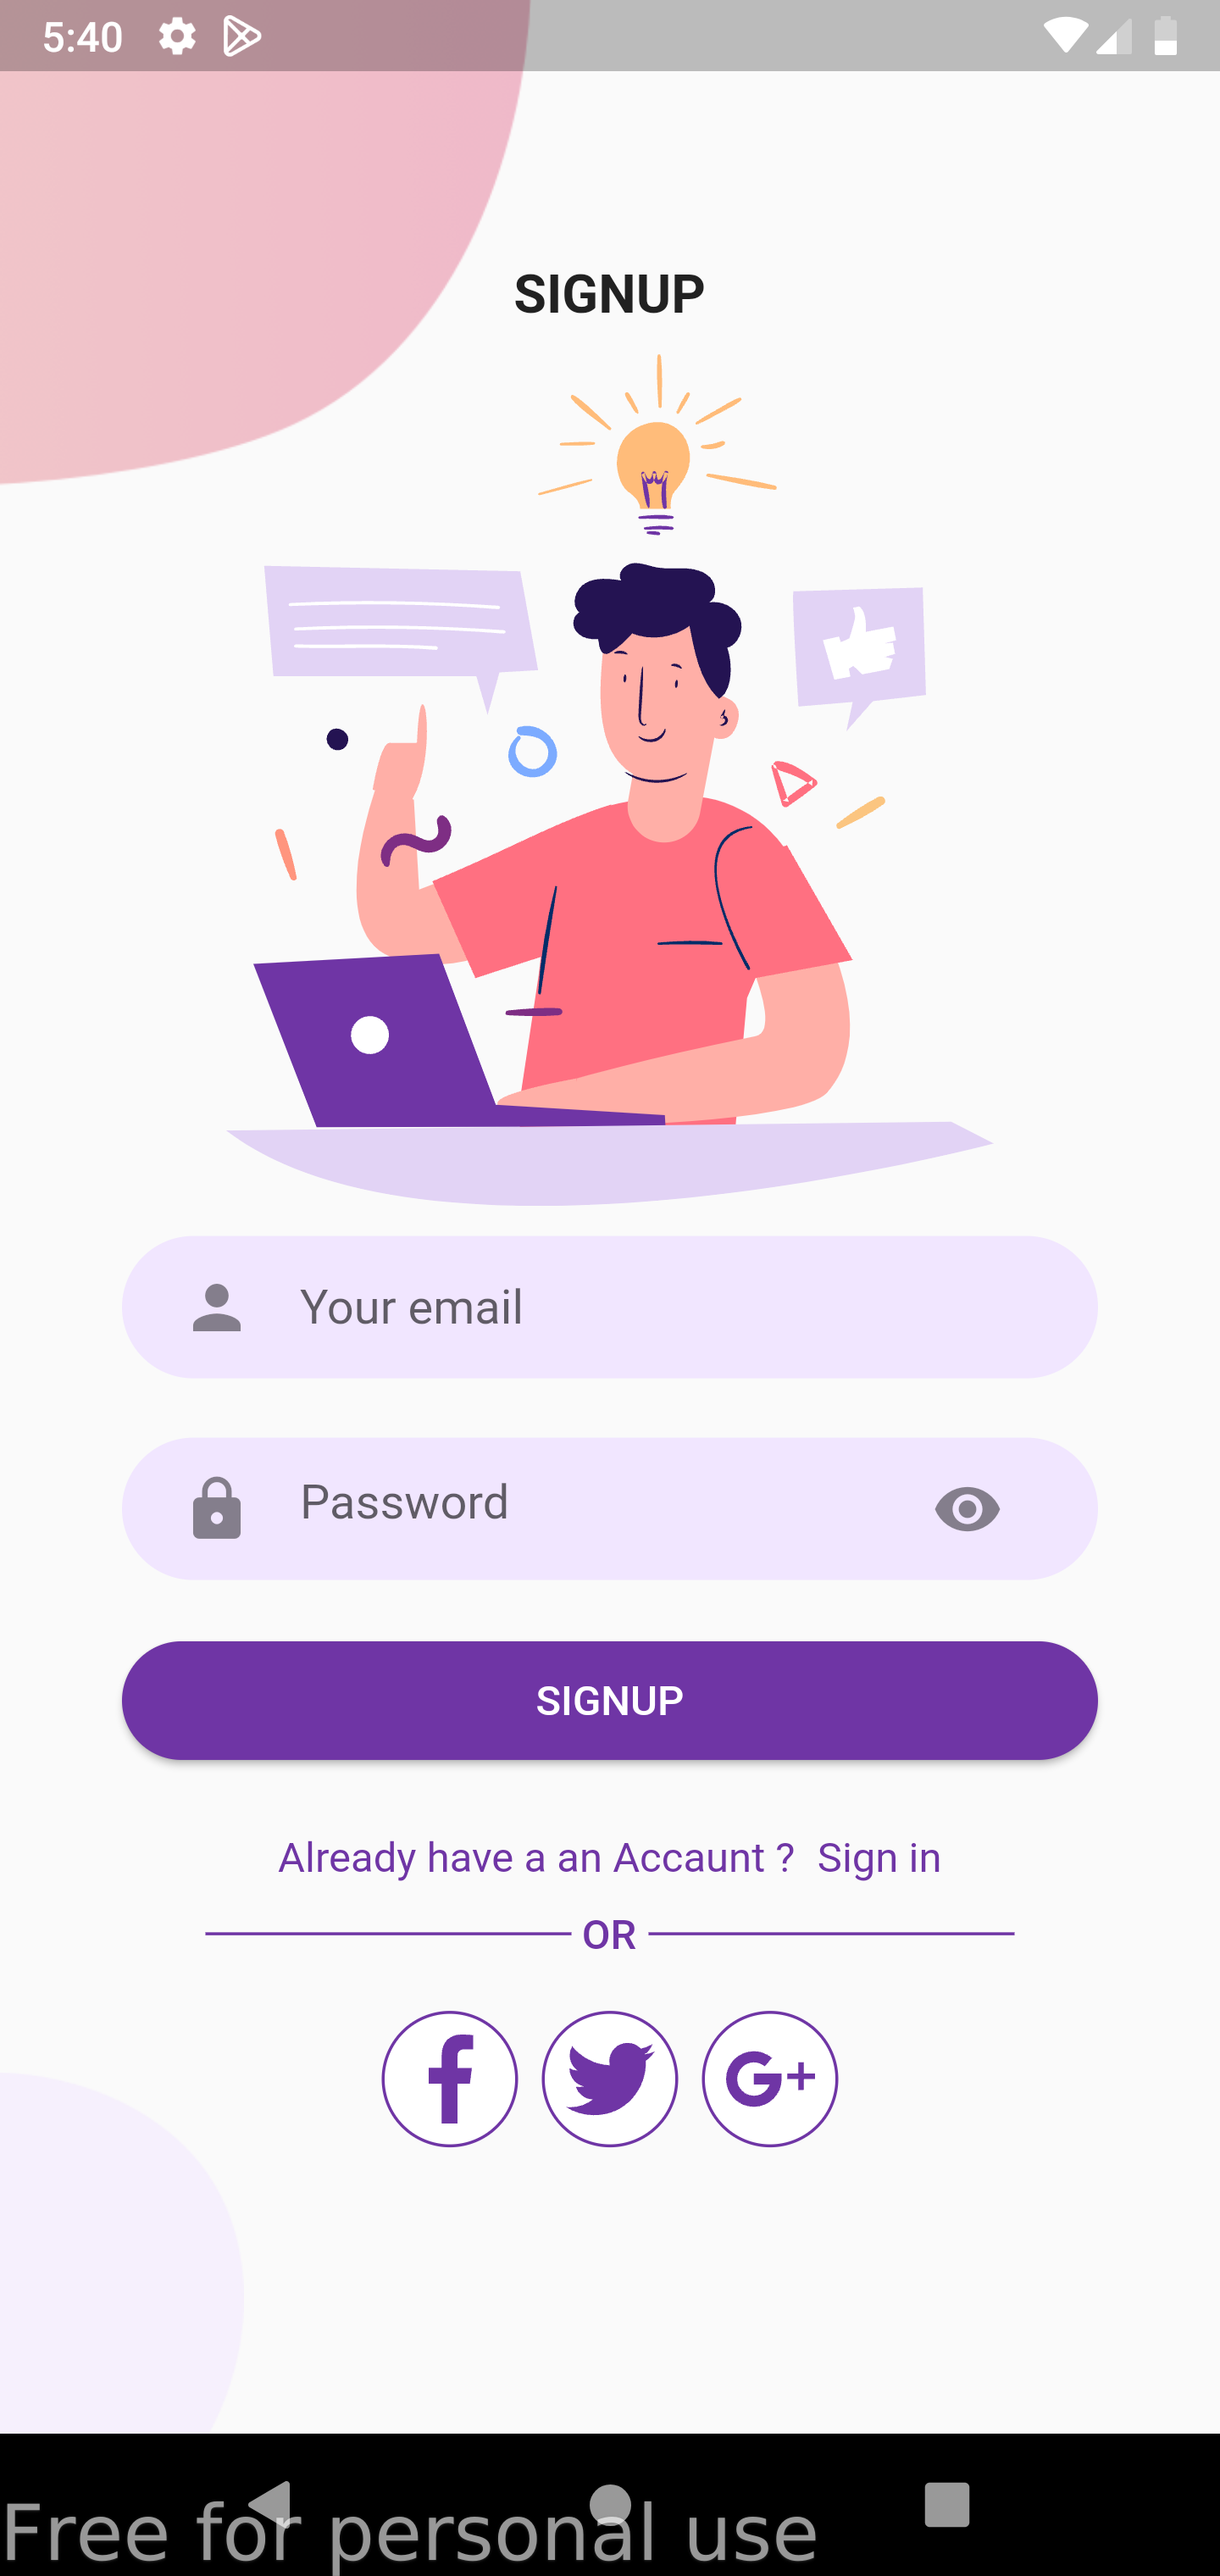 5:40
SIGNUP
Your email
Password
SIGNUP
Already have a an Accaunt ? Sign in
OR
G+
Free for personal use